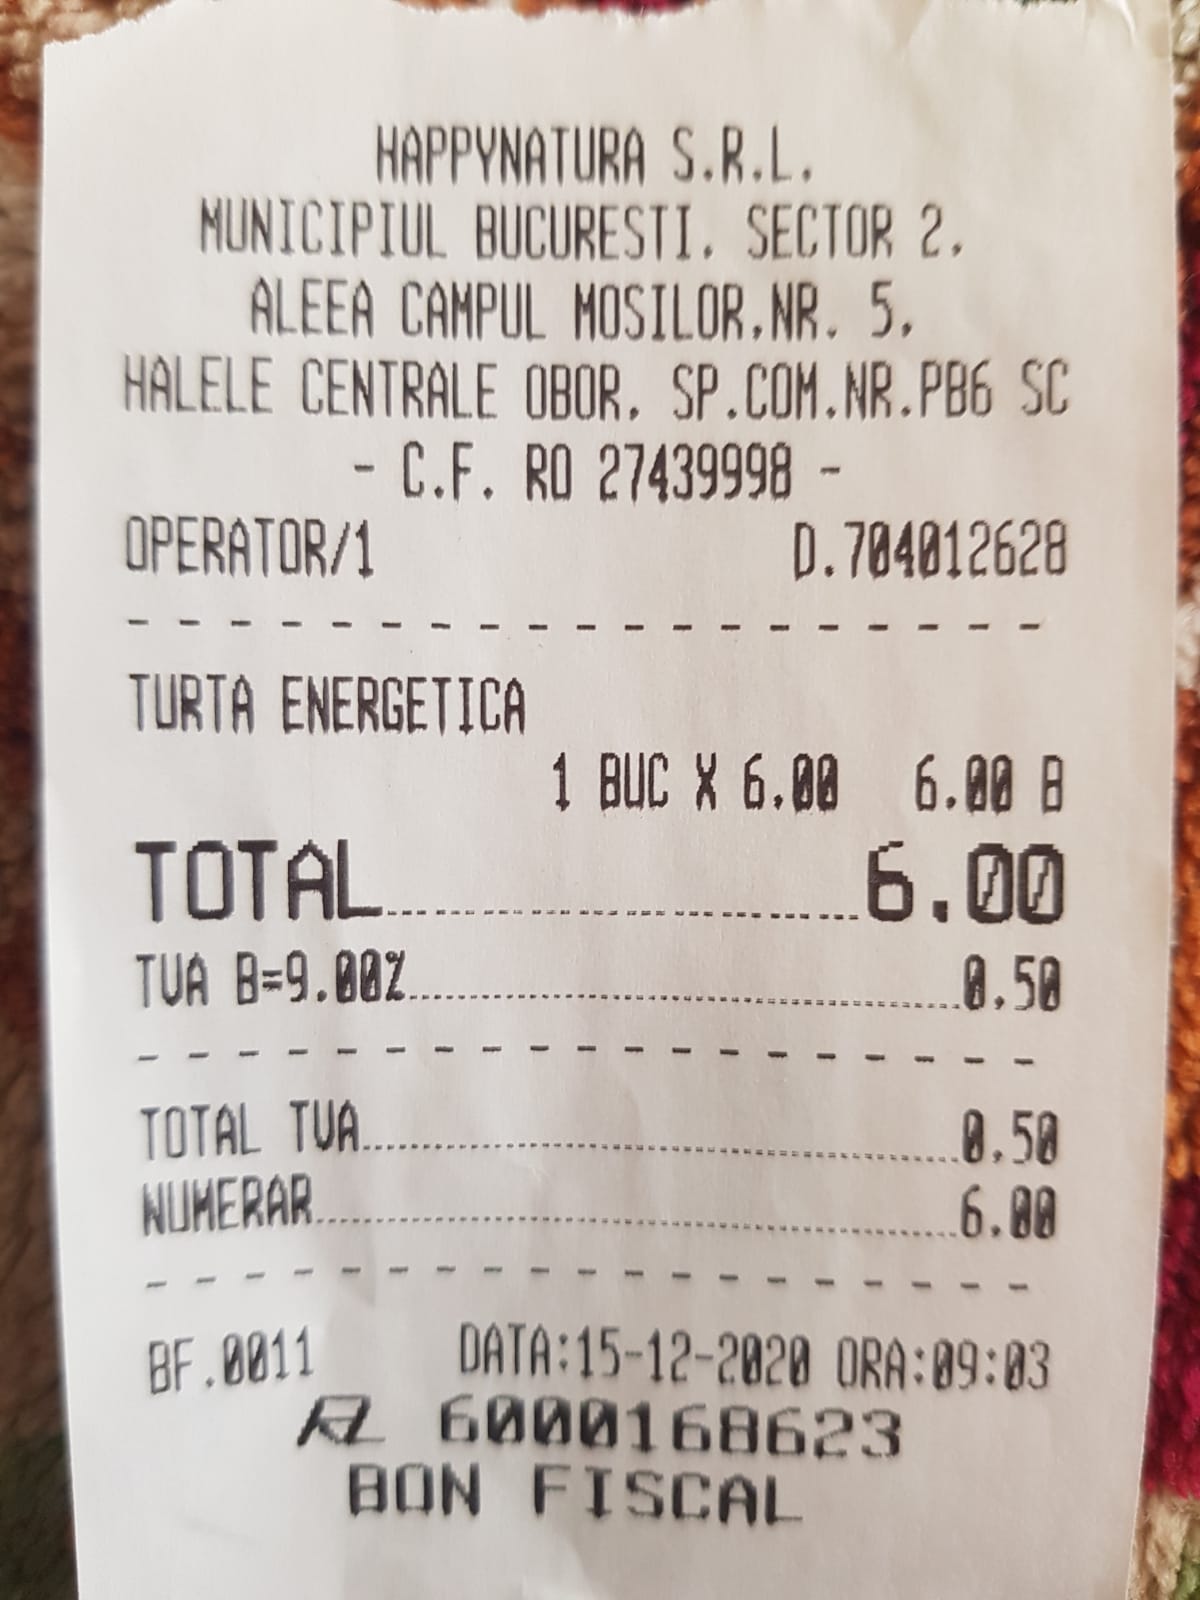 HAPPYNATURA S.R.L.
MUNICIPIUL BUCURESTI. SECTOR 2.
ALEEA CAMPUL MOSILOR.NR. 5.
HALELE CENTRALE OBOR. SP.COM.NR.PB6 SC
- C.F. RO 27439998 -
OPERATOR/1 D.704012628
TURTA ENERGETICA
1 BUC X 6.00 6.00 B
TOTAL 6.00
TVA B=9.00% 0.50
TOTAL TVA 0.50
NUMERAR 6.00
BF.0011 DATA:15-12-2020 ORA:09:03
6000168623
BON FISCAL